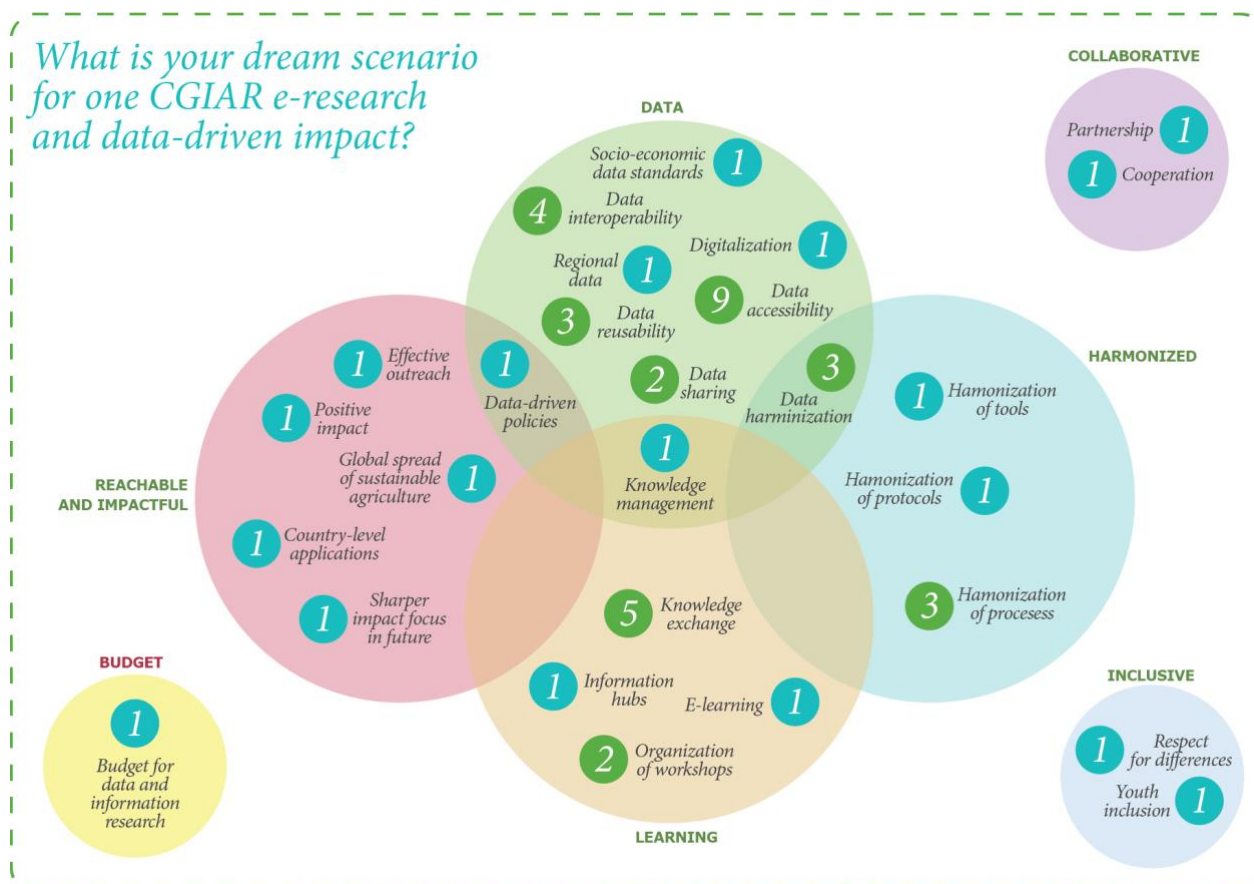 What is your dream scenario
for one CGIAR e-research
and data-driven impact?
COLLABORATIVE
Partnership 1
1 Cooperation
DATA
Socio-economic
data standards
1
4
Data
interoperability
Digitalization 1
Regional
data
1
9
Data
accessibility
3
Data
reusability
2
Data
sharing
3
Data
harminization
1
Data-driven
policies
1
Knowledge
management
REACHABLE
AND IMPACTFUL
1
Effective
outreach
1
Positive
impact
Global spread
of sustainable
agriculture
1
1
Country-level
applications
1
Sharper
impact focus
in future
HARMONIZED
1
Hamonization
of tools
Hamonization
of protocols
1
3
Hamonization
of procesess
5
Knowledge
exchange
1
Information
hubs
E-learning 1
2
Organization
of workshops
LEARNING
BUDGET
1
Budget for
data and
information
research
INCLUSIVE
1
Respect
for differences
Youth
inclusion
1